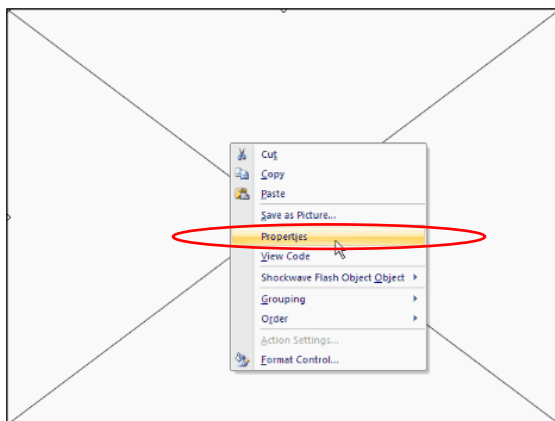 Cut
Copy
Paste
Save as Picture...
Properties
View Code
Shockwave Flash Object Object
Grouping
Order
Action Settings...
Format Control...